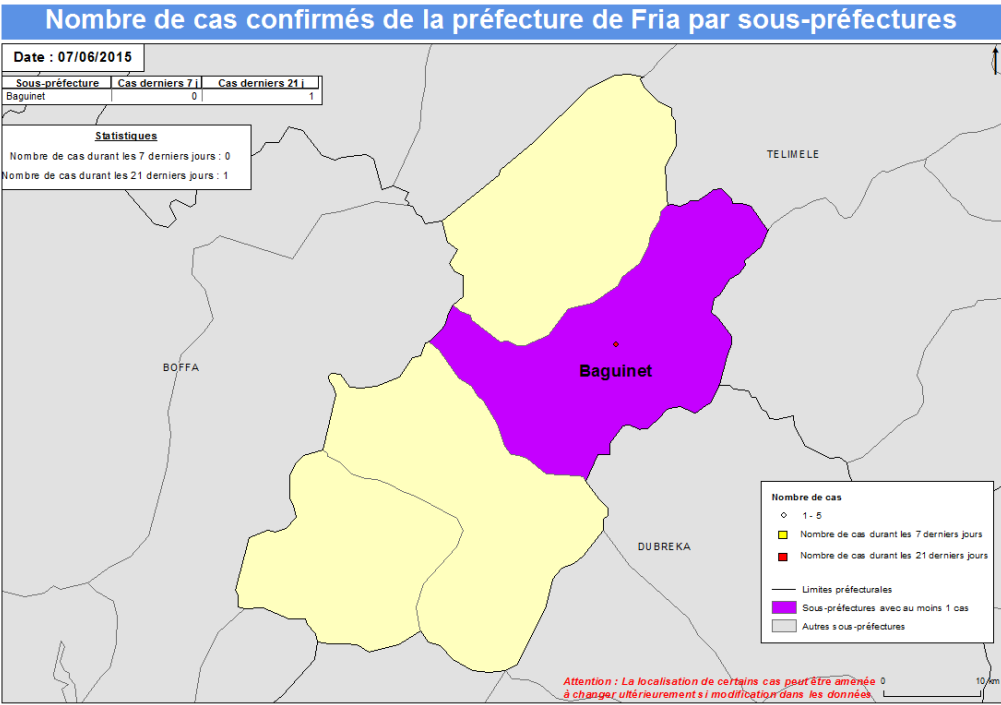 Nombre de cas confirmés de la préfecture de Fria par sous-préfectures
Date : 07/06/2015
Sous-préfecture Cas derniers 7 j Cas derniers 21 j
Baguinet 0 1
Statistiques
Nombre de cas durant les 7 derniers jours : 0
Nombre de cas durant les 21 derniers jours : 1
TELIMELE
BOFFA
Baguinet
DUBREKA
Nombre de cas
1 - 5
Nombre de cas durant les 7 derniers jours
Nombre de cas durant les 21 derniers jours
Limites préfecturales
Sous-préfectures avec au moins 1 cas
Autres sous-préfectures
Attention : La localisation de certains cas peut être amenée
à changer ultérieurement si modification dans les données
0 10 km